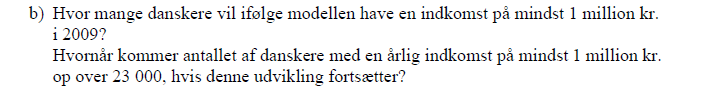 b) Hvor mange danskere vil ifølge modellen have en indkomst på mindst 1 million kr.
i 2009?
Hvornår kommer antallet af danskere med en årlig indkomst på mindst 1 million kr.
op over 23 000, hvis denne udvikling fortsætter?